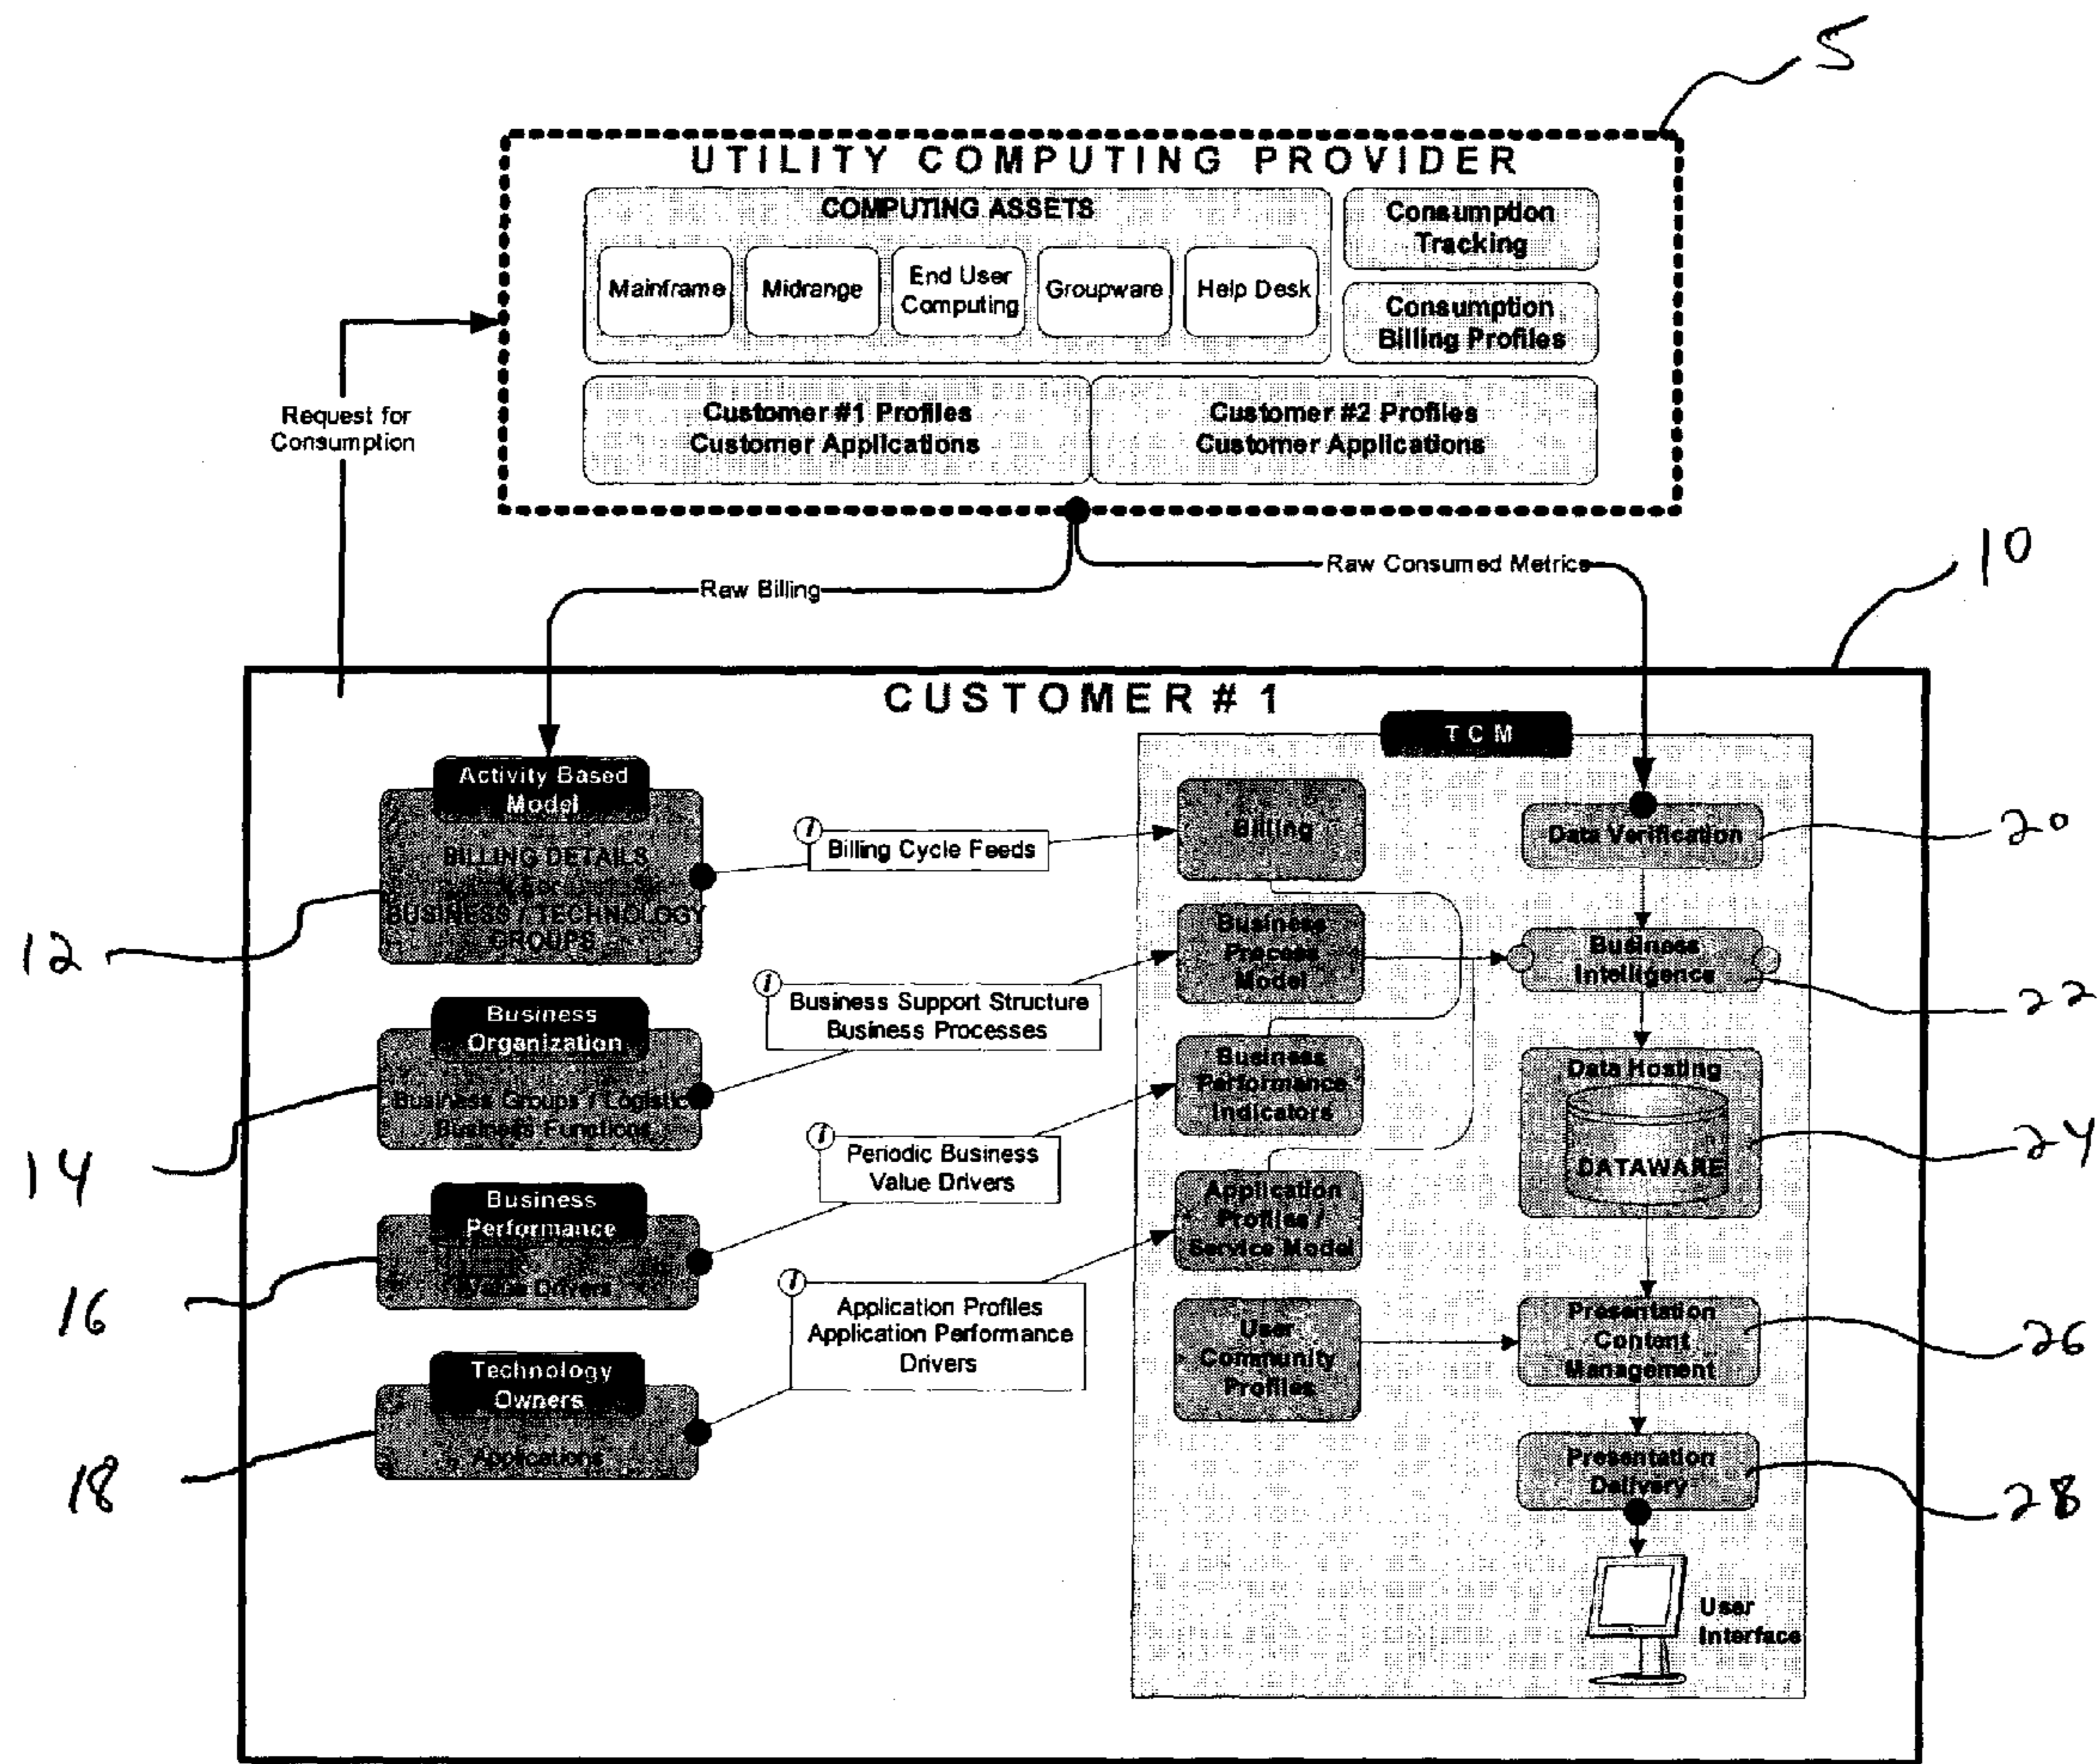 5
UTILITY COMPUTING PROVIDER
COMPUTING ASSETS
Mainframe
Midrange
End User
Computing
Groupware
Help Desk
Consumption
Tracking
Consumption
Billing Profiles
Customer #1 Profiles
Customer Applications
Customer #2 Profiles
Customer Applications
Request for
Consumption
Raw Billing
Raw Consumed Metrics
10
CUSTOMER # 1
Activity Based
Model
BILLING DETAILS
BUSINESS / TECHNOLOGY
GROUPS
12
Business
Organization
Business Groups / Logistic
Business Functions
14
Business
Performance
Value Drivers
16
Technology
Owners
Applications
18
i
Billing Cycle Feeds
i
Business Support Structure
Business Processes
i
Periodic Business
Value Drivers
i
Application Profiles
Application Performance
Drivers
TCM
Billing
Business
Process
Model
Business
Performance
Indicators
Application
Profiles /
Service Model
User
Community
Profiles
Data Verification
20
Business
Intelligence
22
Data Hosting
DATAWARE
24
Presentation
Content
Management
26
Presentation
Delivery
28
User
Interface